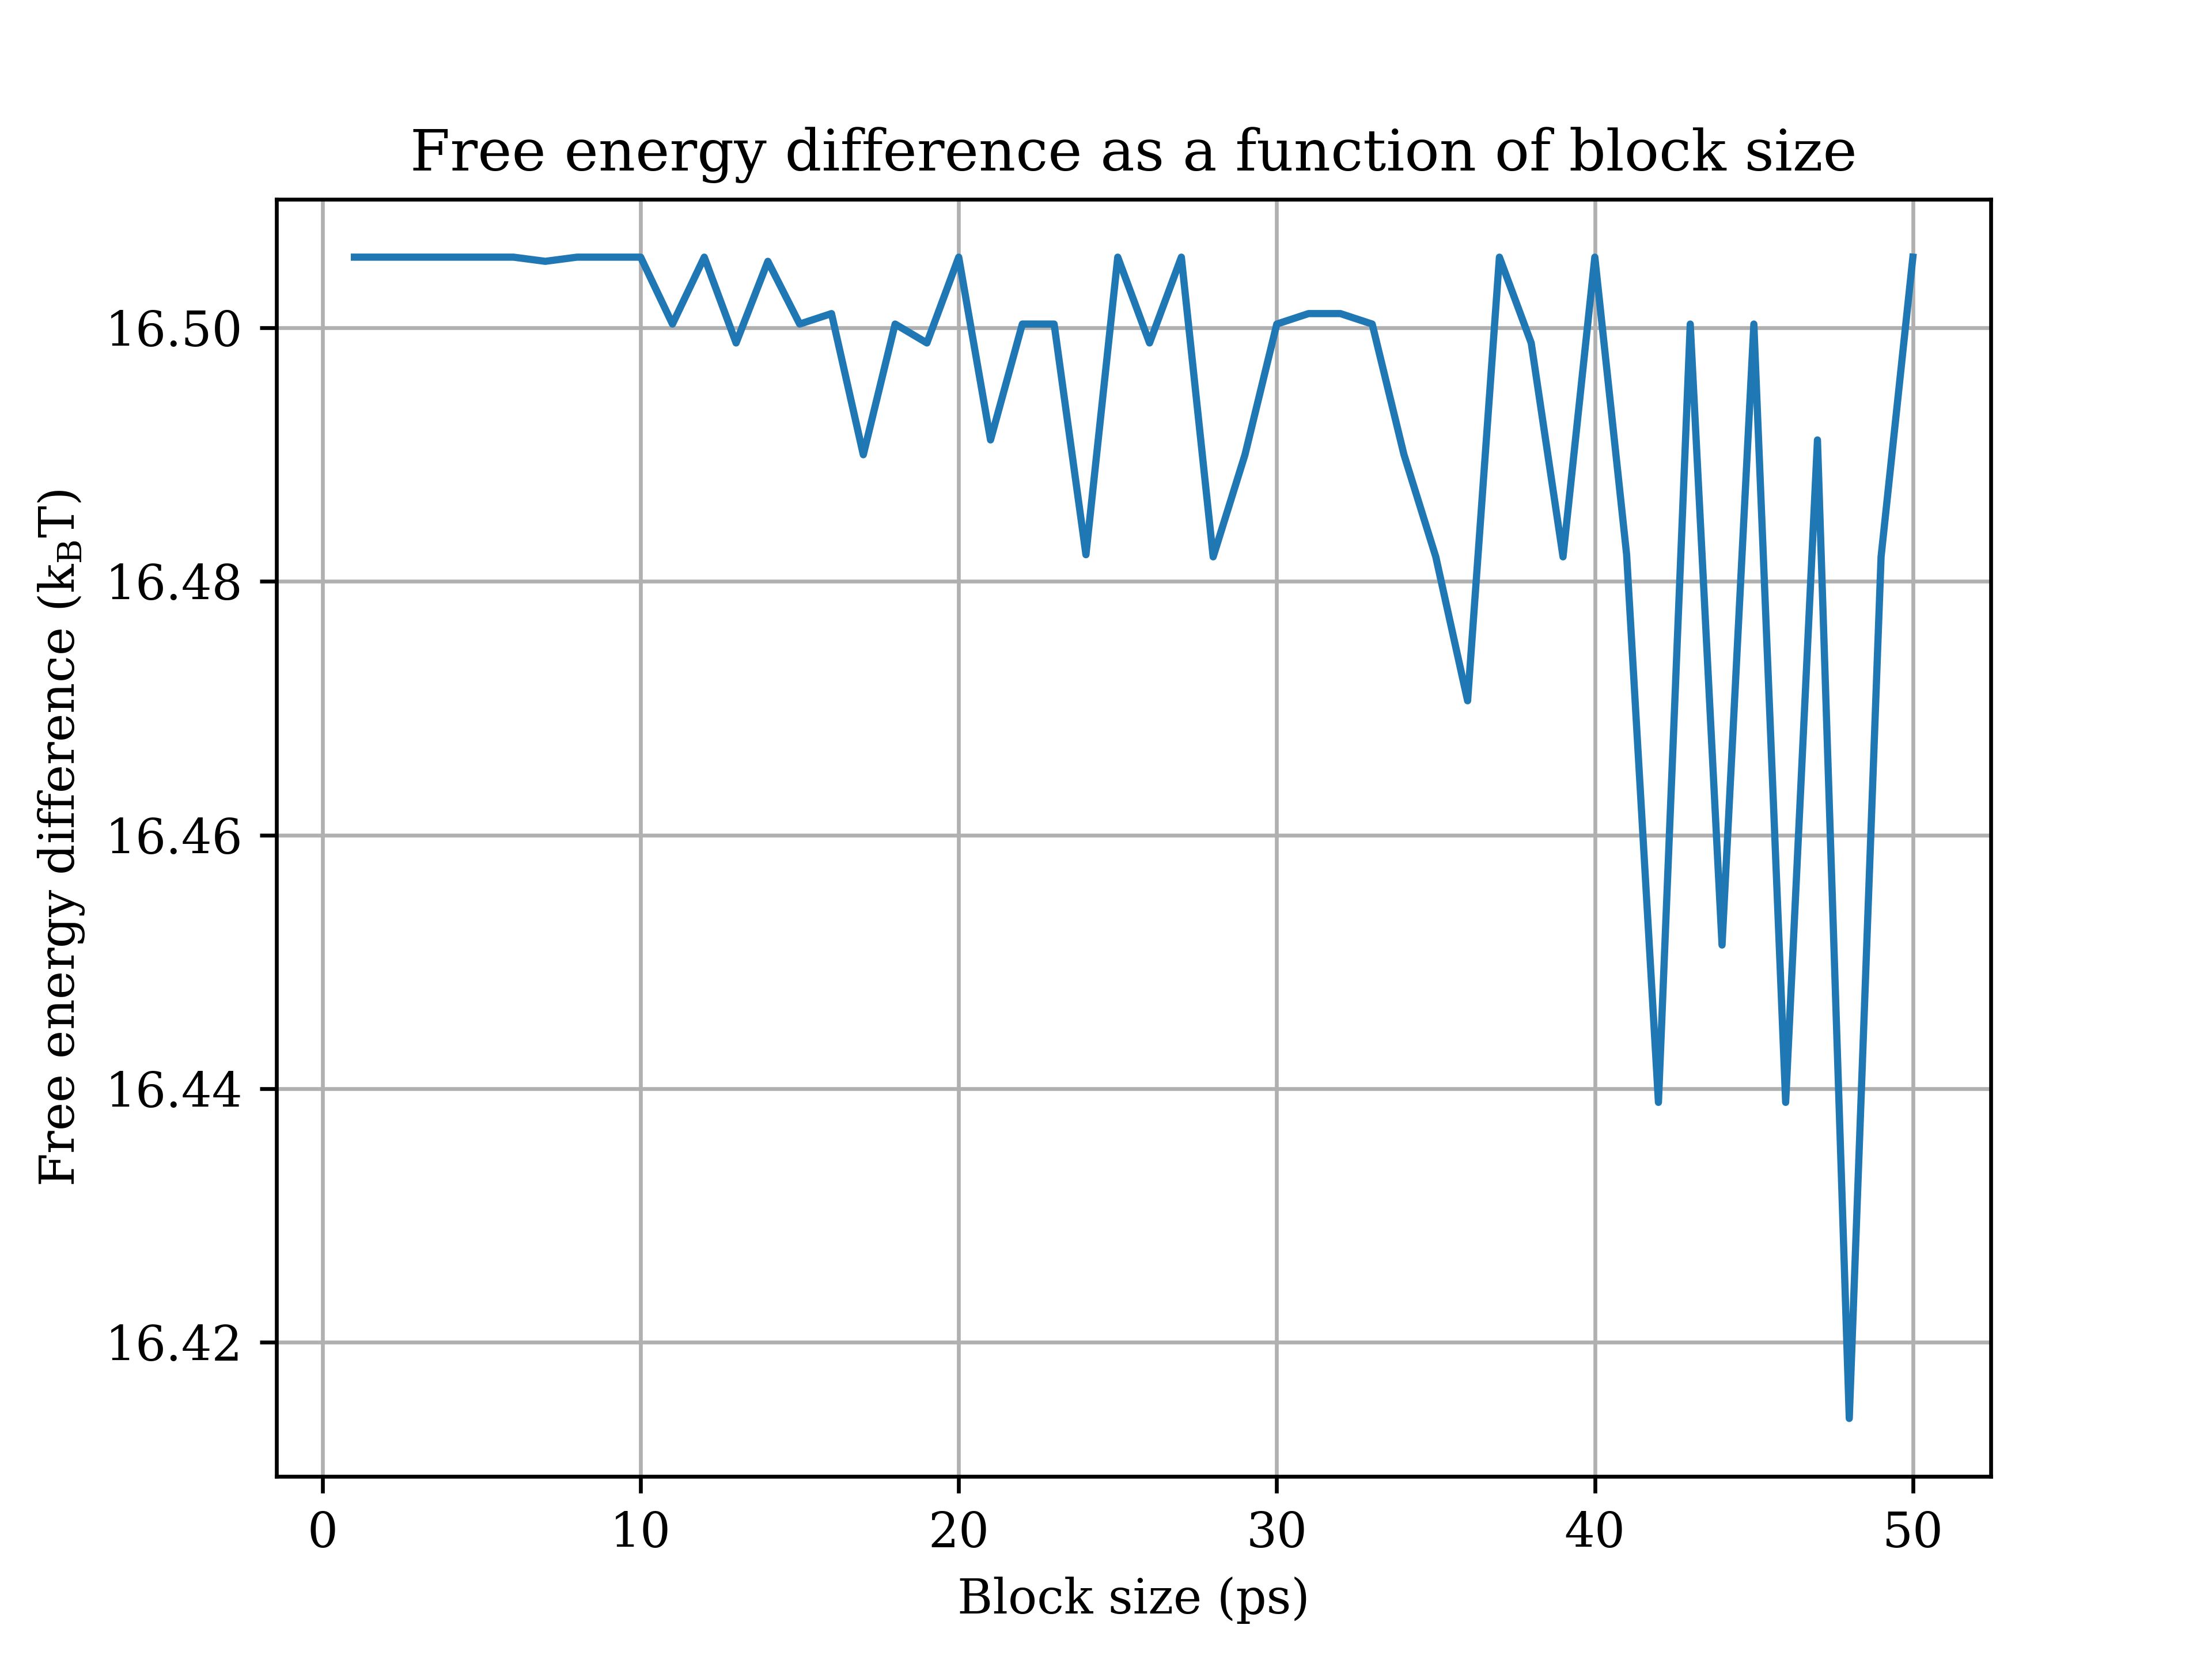 Free energy difference as a function of block size
Free energy difference (k_BT)
16.50
16.48
16.46
16.44
16.42
0 10 20 30 40 50
Block size (ps)